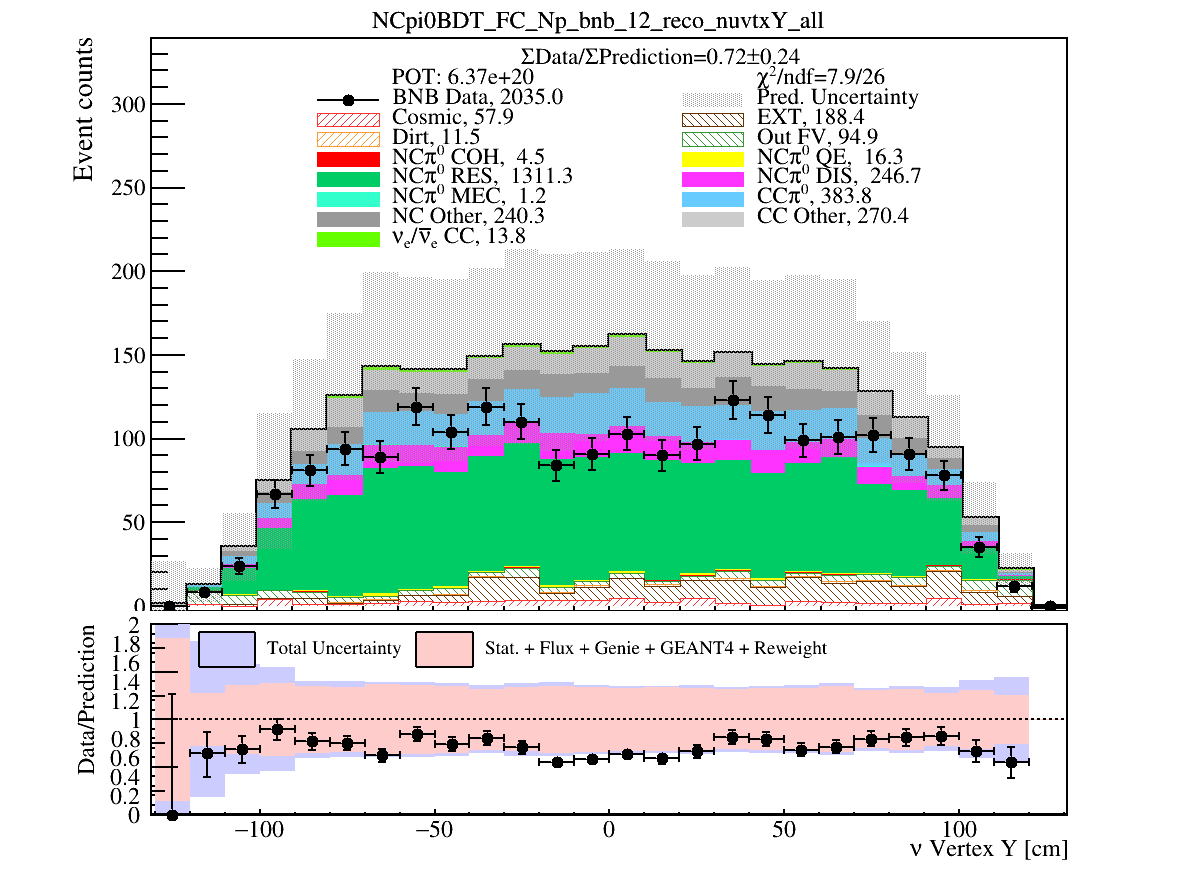 NCpi0BDT_FC_Np_bnb_12_reco_nuvtxY_all
ΣData/ΣPrediction=0.72±0.24
POT: 6.37e+20
χ²/ndf=7.9/26
BNB Data, 2035.0
Pred. Uncertainty
Cosmic, 57.9
EXT, 188.4
Dirt, 11.5
Out FV, 94.9
NCπ⁰ COH, 4.5
NCπ⁰ QE, 16.3
NCπ⁰ RES, 1311.3
NCπ⁰ DIS, 246.7
NCπ⁰ MEC, 1.2
CCπ⁰, 383.8
NC Other, 240.3
CC Other, 270.4
νₑ/ν̅ₑ CC, 13.8
Event counts
300
250
200
150
100
50
0
Total Uncertainty
Stat. + Flux + Genie + GEANT4 + Reweight
Data/Prediction
2
1.8
1.6
1.4
1.2
1
0.8
0.6
0.4
0.2
0
−100
−50
0
50
100
ν Vertex Y [cm]